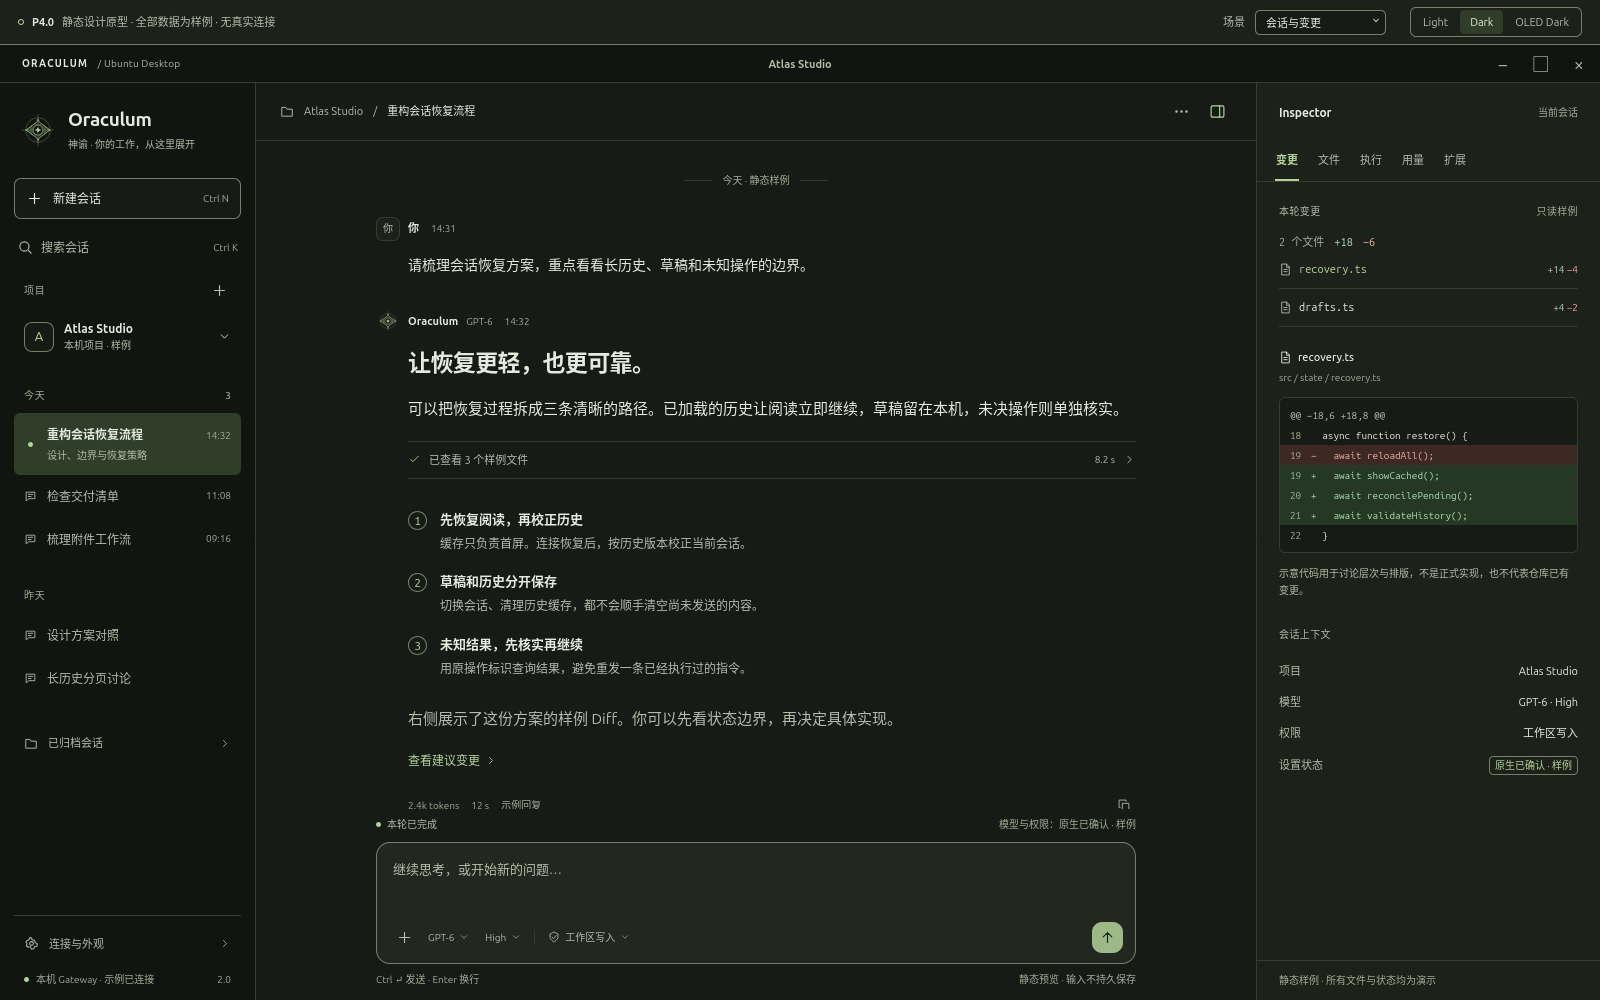 P4.0 静态设计原型 · 全部数据为样例 · 无真实连接
场景 会话与变更 Light Dark OLED Dark
ORACULUM / Ubuntu Desktop
Atlas Studio
Oraculum
神谕 · 你的工作，从这里展开
新建会话 Ctrl N
搜索会话 Ctrl K
项目
A
Atlas Studio
本机项目 · 样例
今天 3
重构会话恢复流程 14:32
设计、边界与恢复策略
检查交付清单 11:08
梳理附件工作流 09:16
昨天
设计方案对照
长历史分页讨论
已归档会话
连接与外观
本机 Gateway · 示例已连接 2.0
Atlas Studio / 重构会话恢复流程
今天 · 静态样例
你 你 14:31
请梳理会话恢复方案，重点看看长历史、草稿和未知操作的边界。
Oraculum GPT-6 14:32
让恢复更轻，也更可靠。
可以把恢复过程拆成三条清晰的路径。已加载的历史让阅读立即继续，草稿留在本机，未决操作则单独核实。
已查看 3 个样例文件 8.2 s
1 先恢复阅读，再校正历史
缓存只负责首屏。连接恢复后，按历史版本校正当前会话。
2 草稿和历史分开保存
切换会话、清理历史缓存，都不会顺手清空尚未发送的内容。
3 未知结果，先核实再继续
用原操作标识查询结果，避免重发一条已经执行过的指令。
右侧展示了这份方案的样例 Diff。你可以先看状态边界，再决定具体实现。
查看建议变更
2.4k tokens 12 s 示例回复
本轮已完成 模型与权限：原生已确认 · 样例
继续思考，或开始新的问题…
GPT-6 High 工作区写入
Ctrl ↵ 发送 · Enter 换行 静态预览 · 输入不持久保存
Inspector 当前会话
变更 文件 执行 用量 扩展
本轮变更 只读样例
2 个文件 +18 −6
recovery.ts +14 −4
drafts.ts +4 −2
recovery.ts
src / state / recovery.ts
@@ −18,6 +18,8 @@
18 async function restore() {
19 − await reloadAll();
19 + await showCached();
20 + await reconcilePending();
21 + await validateHistory();
22 }
示意代码用于讨论层次与排版，不是正式实现，也不代表仓库已有
变更。
会话上下文
项目 Atlas Studio
模型 GPT-6 · High
权限 工作区写入
设置状态 原生已确认 · 样例
静态样例 · 所有文件与状态均为演示